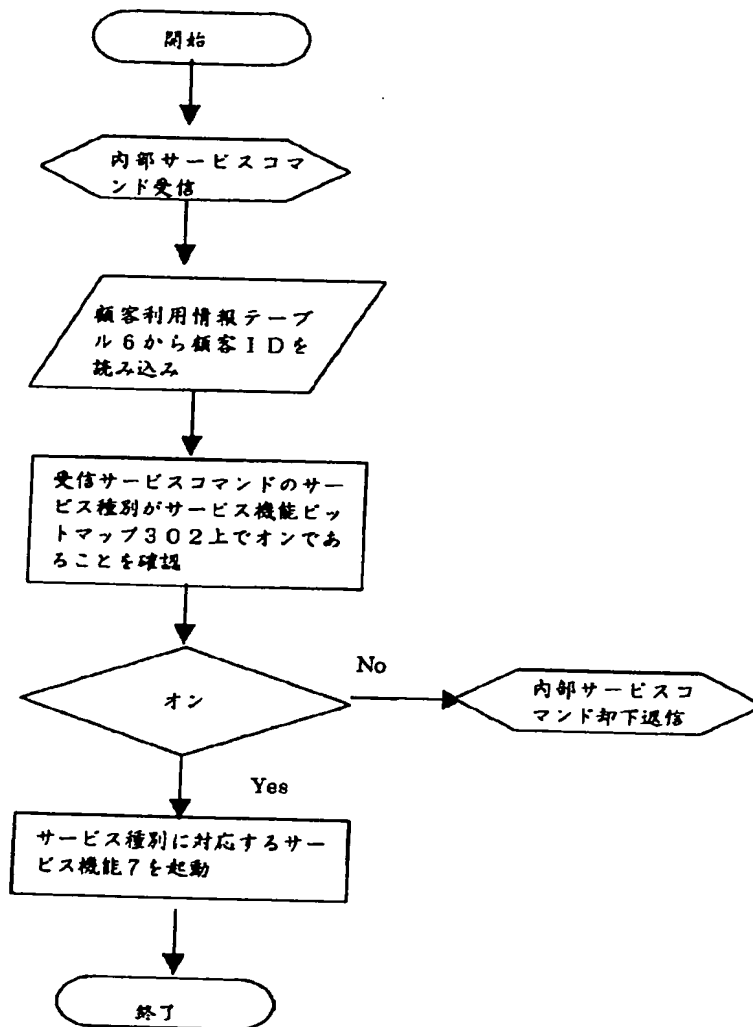 開始
内部サービスコマ
ンド受信
顧客利用情報テーブ
ル6から顧客IDを
読み込み
受信サービスコマンドのサー
ビス種別がサービス機能ビッ
トマップ302上でオンであ
ることを確認
オン
No
内部サービスコ
マンド却下返信
Yes
サービス種別に対応するサー
ビス機能7を起動
終了